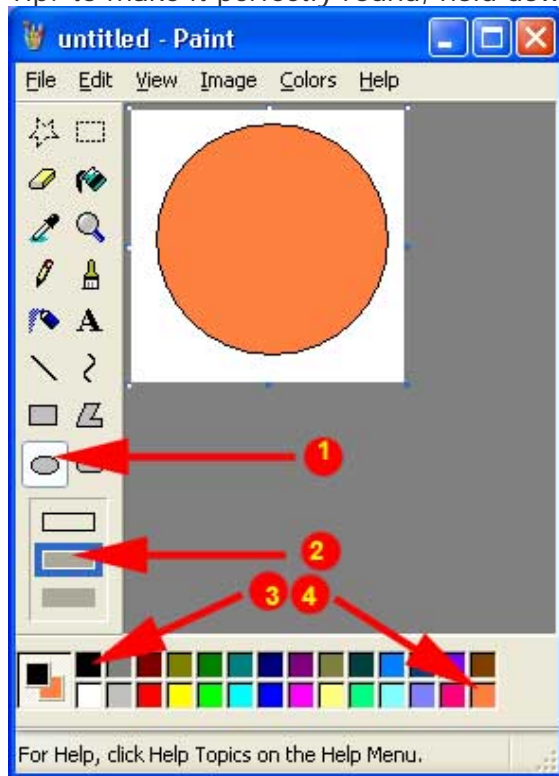 untitled - Paint
File Edit View Image Colors Help
A
1
2
3 4
For Help, click Help Topics on the Help Menu.